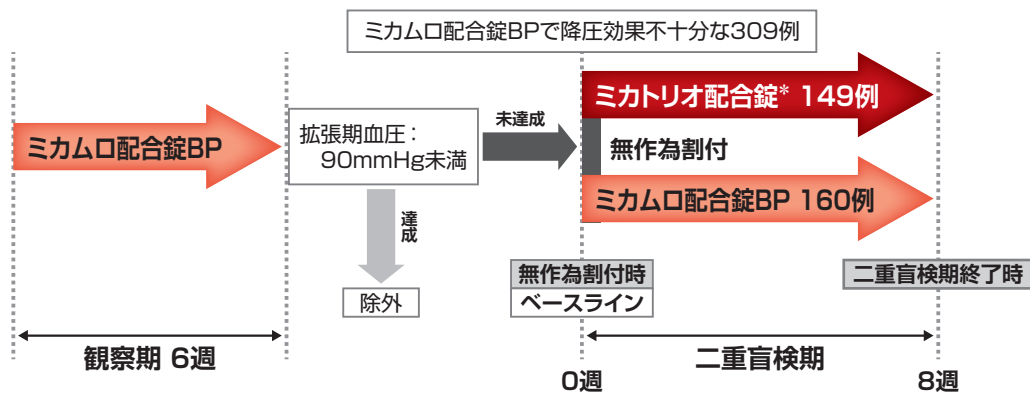 ミカムロ配合錠BPで降圧効果不十分な309例
ミカトリオ配合錠* 149例
ミカムロ配合錠BP
拡張期血圧：
90mmHg未満
未達成
無作為割付
ミカムロ配合錠BP 160例
達成
除外
無作為割付時
ベースライン
二重盲検期終了時
観察期 6週
二重盲検期
0週
8週